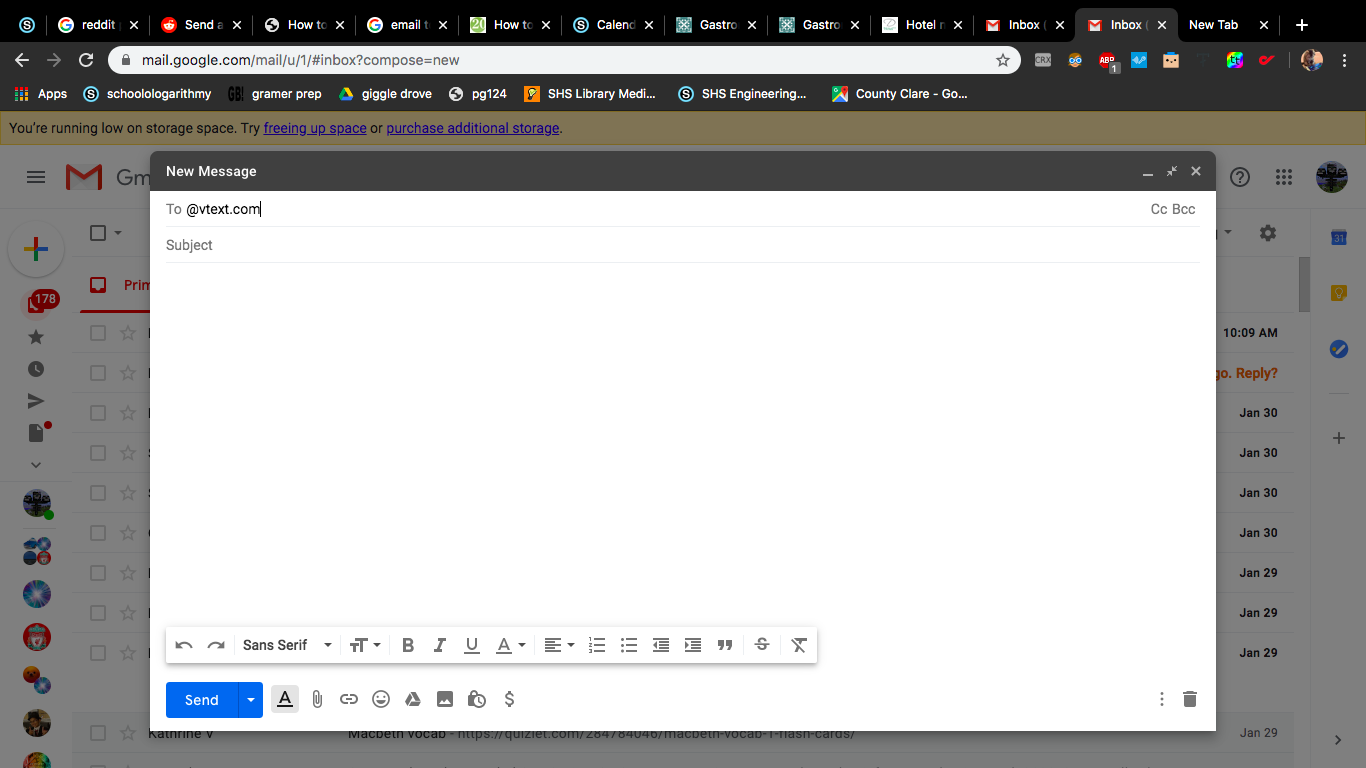 reddit
Send a
How to
email t
How to
Calend
Gastro
Gastro
Hotel n
Inbox (
Inbox (
New Tab
mail.google.com/mail/u/1/#inbox?compose=new
CRX
ABP
1
Apps
schoolologarithmy
GB!
gramer prep
giggle drove
pg124
SHS Library Medi...
SHS Engineering...
County Clare - Go...
You're running low on storage space. Try freeing up space or purchase additional storage.
Gm
New Message
To @vtext.com
Cc Bcc
Subject
31
178
Prim
10:09 AM
go. Reply?
Jan 30
Jan 30
Jan 30
Jan 30
Jan 29
Jan 29
Jan 29
Sans Serif
B I U A
Send
A
$
Kathrine V
Macbeth Vocab - https://quizlet.com/284784046/macbeth-vocab-1-flash-cards/
Jan 29